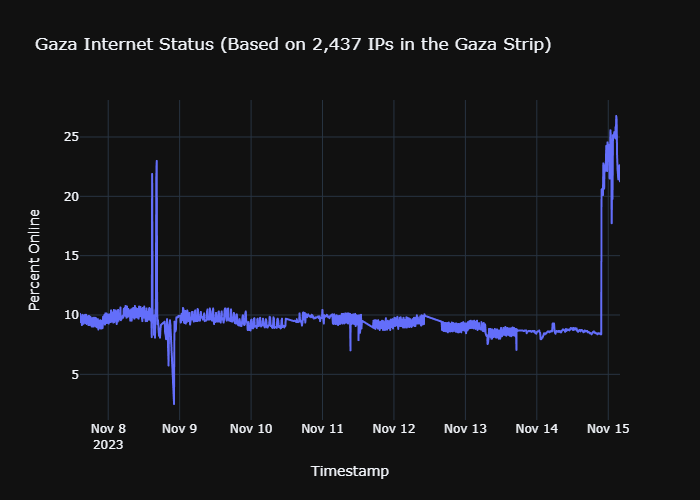 Gaza Internet Status (Based on 2,437 IPs in the Gaza Strip)
25
20
15
10
5
Percent Online
Nov 8 Nov 9 Nov 10 Nov 11 Nov 12 Nov 13 Nov 14 Nov 15
2023
Timestamp